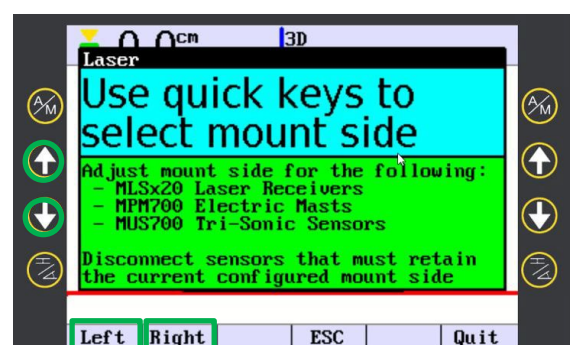 0.0cm 3D
Laser
Use quick keys to
select mount side
A/M A/M
Adjust mount side for the following:
- MLSx20 Laser Receivers
- MPM700 Electric Masts
- MUS700 Tri-Sonic Sensors
Disconnect sensors that must retain
the current configured mount side
Left Right ESC Quit